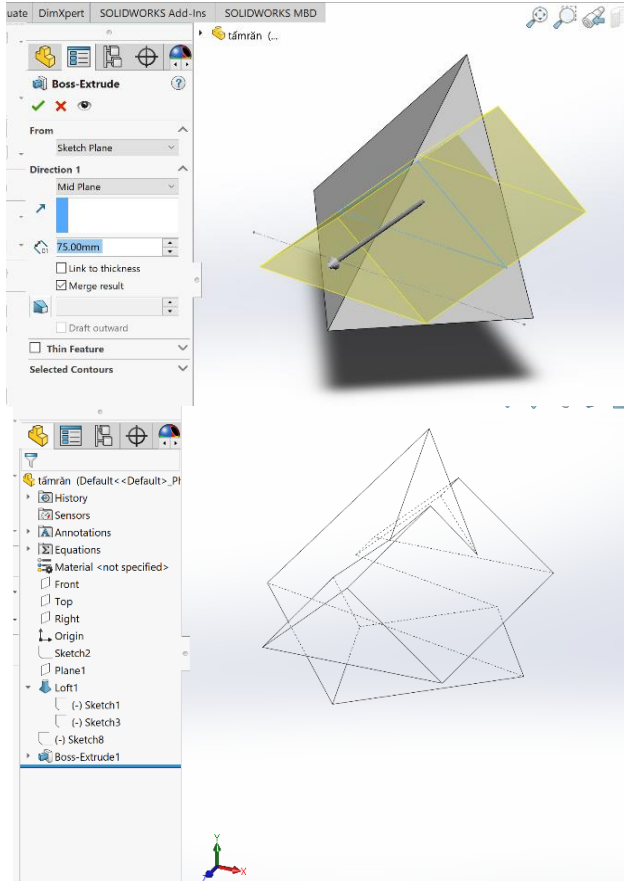 uate DimXpert SOLIDWORKS Add-Ins SOLIDWORKS MBD
tấmrăn (...
Boss-Extrude
From
Sketch Plane
Direction 1
Mid Plane
D1
75.00mm
Link to thickness
Merge result
Draft outward
Thin Feature
Selected Contours
tấmrăn (Default<<Default>_Ph
History
Sensors
Annotations
Equations
Material <not specified>
Front
Top
Right
Origin
Sketch2
Plane1
Loft1
(-) Sketch1
(-) Sketch3
(-) Sketch8
Boss-Extrude1
Y
X